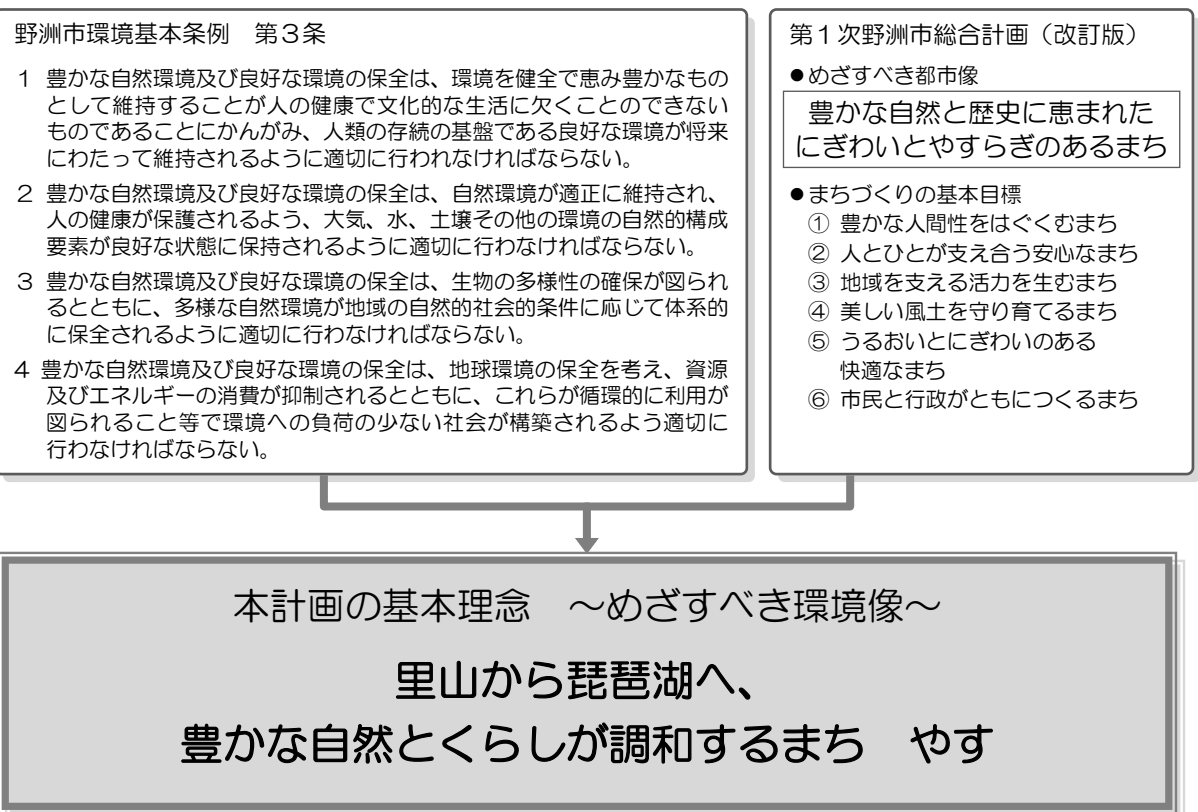 野洲市環境基本条例　第３条
1 豊かな自然環境及び良好な環境の保全は、環境を健全で恵み豊かなもの
として維持することが人の健康で文化的な生活に欠くことのできない
ものであることにかんがみ、人類の存続の基盤である良好な環境が将来
にわたって維持されるように適切に行われなければならない。
2 豊かな自然環境及び良好な環境の保全は、自然環境が適正に維持され、
人の健康が保護されるよう、大気、水、土壌その他の環境の自然的構成
要素が良好な状態に保持されるように適切に行わなければならない。
3 豊かな自然環境及び良好な環境の保全は、生物の多様性の確保が図られ
るとともに、多様な自然環境が地域の自然的社会的条件に応じて体系的
に保全されるように適切に行わなければならない。
4 豊かな自然環境及び良好な環境の保全は、地球環境の保全を考え、資源
及びエネルギーの消費が抑制されるとともに、これらが循環的に利用が
図られること等で環境への負荷の少ない社会が構築されるよう適切に
行わなければならない。
第１次野洲市総合計画（改訂版）
●めざすべき都市像
豊かな自然と歴史に恵まれた
にぎわいとやすらぎのあるまち
●まちづくりの基本目標
① 豊かな人間性をはぐくむまち
② 人とひとが支え合う安心なまち
③ 地域を支える活力を生むまち
④ 美しい風土を守り育てるまち
⑤ うるおいとにぎわいのある
快適なまち
⑥ 市民と行政がともにつくるまち
本計画の基本理念　～めざすべき環境像～
里山から琵琶湖へ、
豊かな自然とくらしが調和するまち　やす